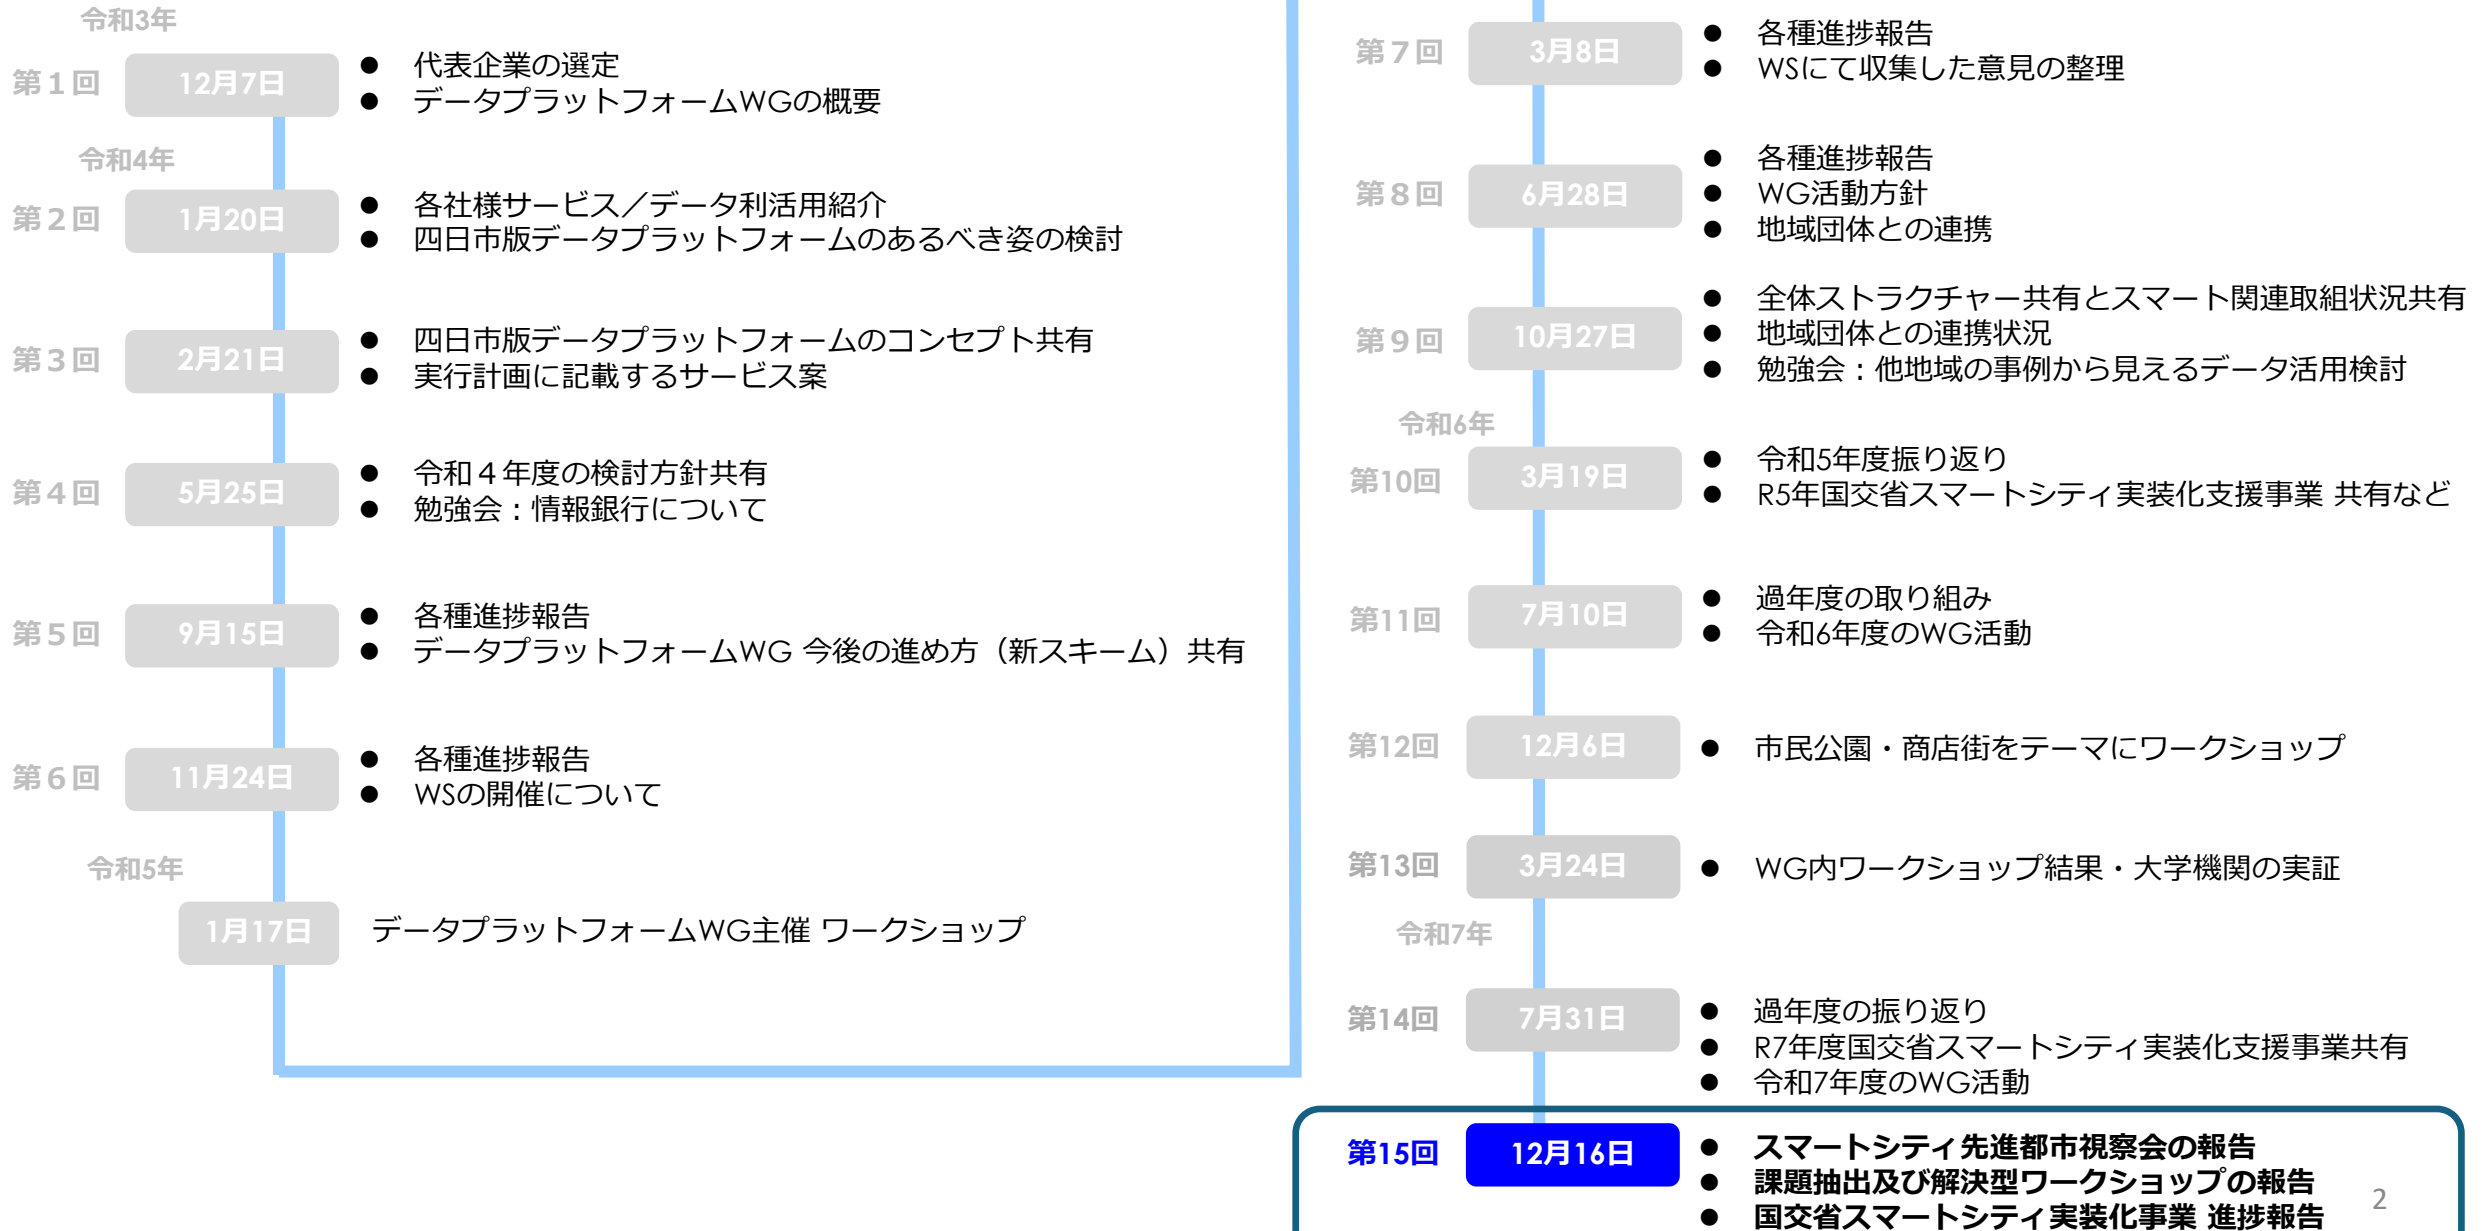 令和3年
第１回
12月7日
● 代表企業の選定
● データプラットフォームWGの概要
令和4年
第２回
1月20日
● 各社様サービス／データ利活用紹介
● 四日市版データプラットフォームのあるべき姿の検討
第３回
2月21日
● 四日市版データプラットフォームのコンセプト共有
● 実行計画に記載するサービス案
第４回
5月25日
● 令和４年度の検討方針共有
● 勉強会：情報銀行について
第５回
9月15日
● 各種進捗報告
● データプラットフォームWG 今後の進め方（新スキーム）共有
第６回
11月24日
● 各種進捗報告
● WSの開催について
令和5年
1月17日
データプラットフォームWG主催 ワークショップ
第７回
3月8日
● 各種進捗報告
● WSにて収集した意見の整理
第８回
6月28日
● 各種進捗報告
● WG活動方針
● 地域団体との連携
第９回
10月27日
● 全体ストラクチャー共有とスマート関連取組状況共有
● 地域団体との連携状況
● 勉強会：他地域の事例から見えるデータ活用検討
令和6年
第10回
3月19日
● 令和5年度振り返り
● R5年国交省スマートシティ実装化支援事業 共有など
第11回
7月10日
● 過年度の取り組み
● 令和6年度のWG活動
第12回
12月6日
● 市民公園・商店街をテーマにワークショップ
第13回
3月24日
● WG内ワークショップ結果・大学機関の実証
令和7年
第14回
7月31日
● 過年度の振り返り
● R7年度国交省スマートシティ実装化支援事業共有
● 令和7年度のWG活動
第15回
12月16日
● スマートシティ先進都市視察会の報告
● 課題抽出及び解決型ワークショップの報告
● 国交省スマートシティ実装化事業 進捗報告
2